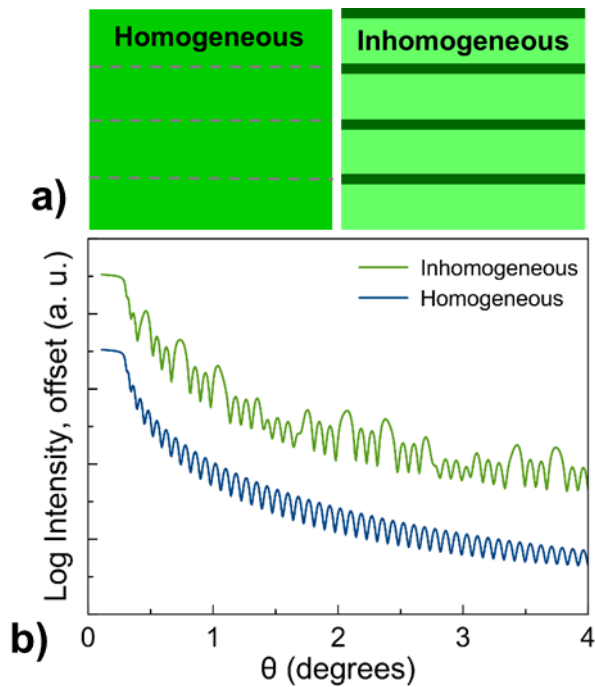 Homogeneous
Inhomogeneous
a)
Inhomogeneous
Homogeneous
Log Intensity, offset (a. u.)
0
1
2
3
4
b)
θ (degrees)